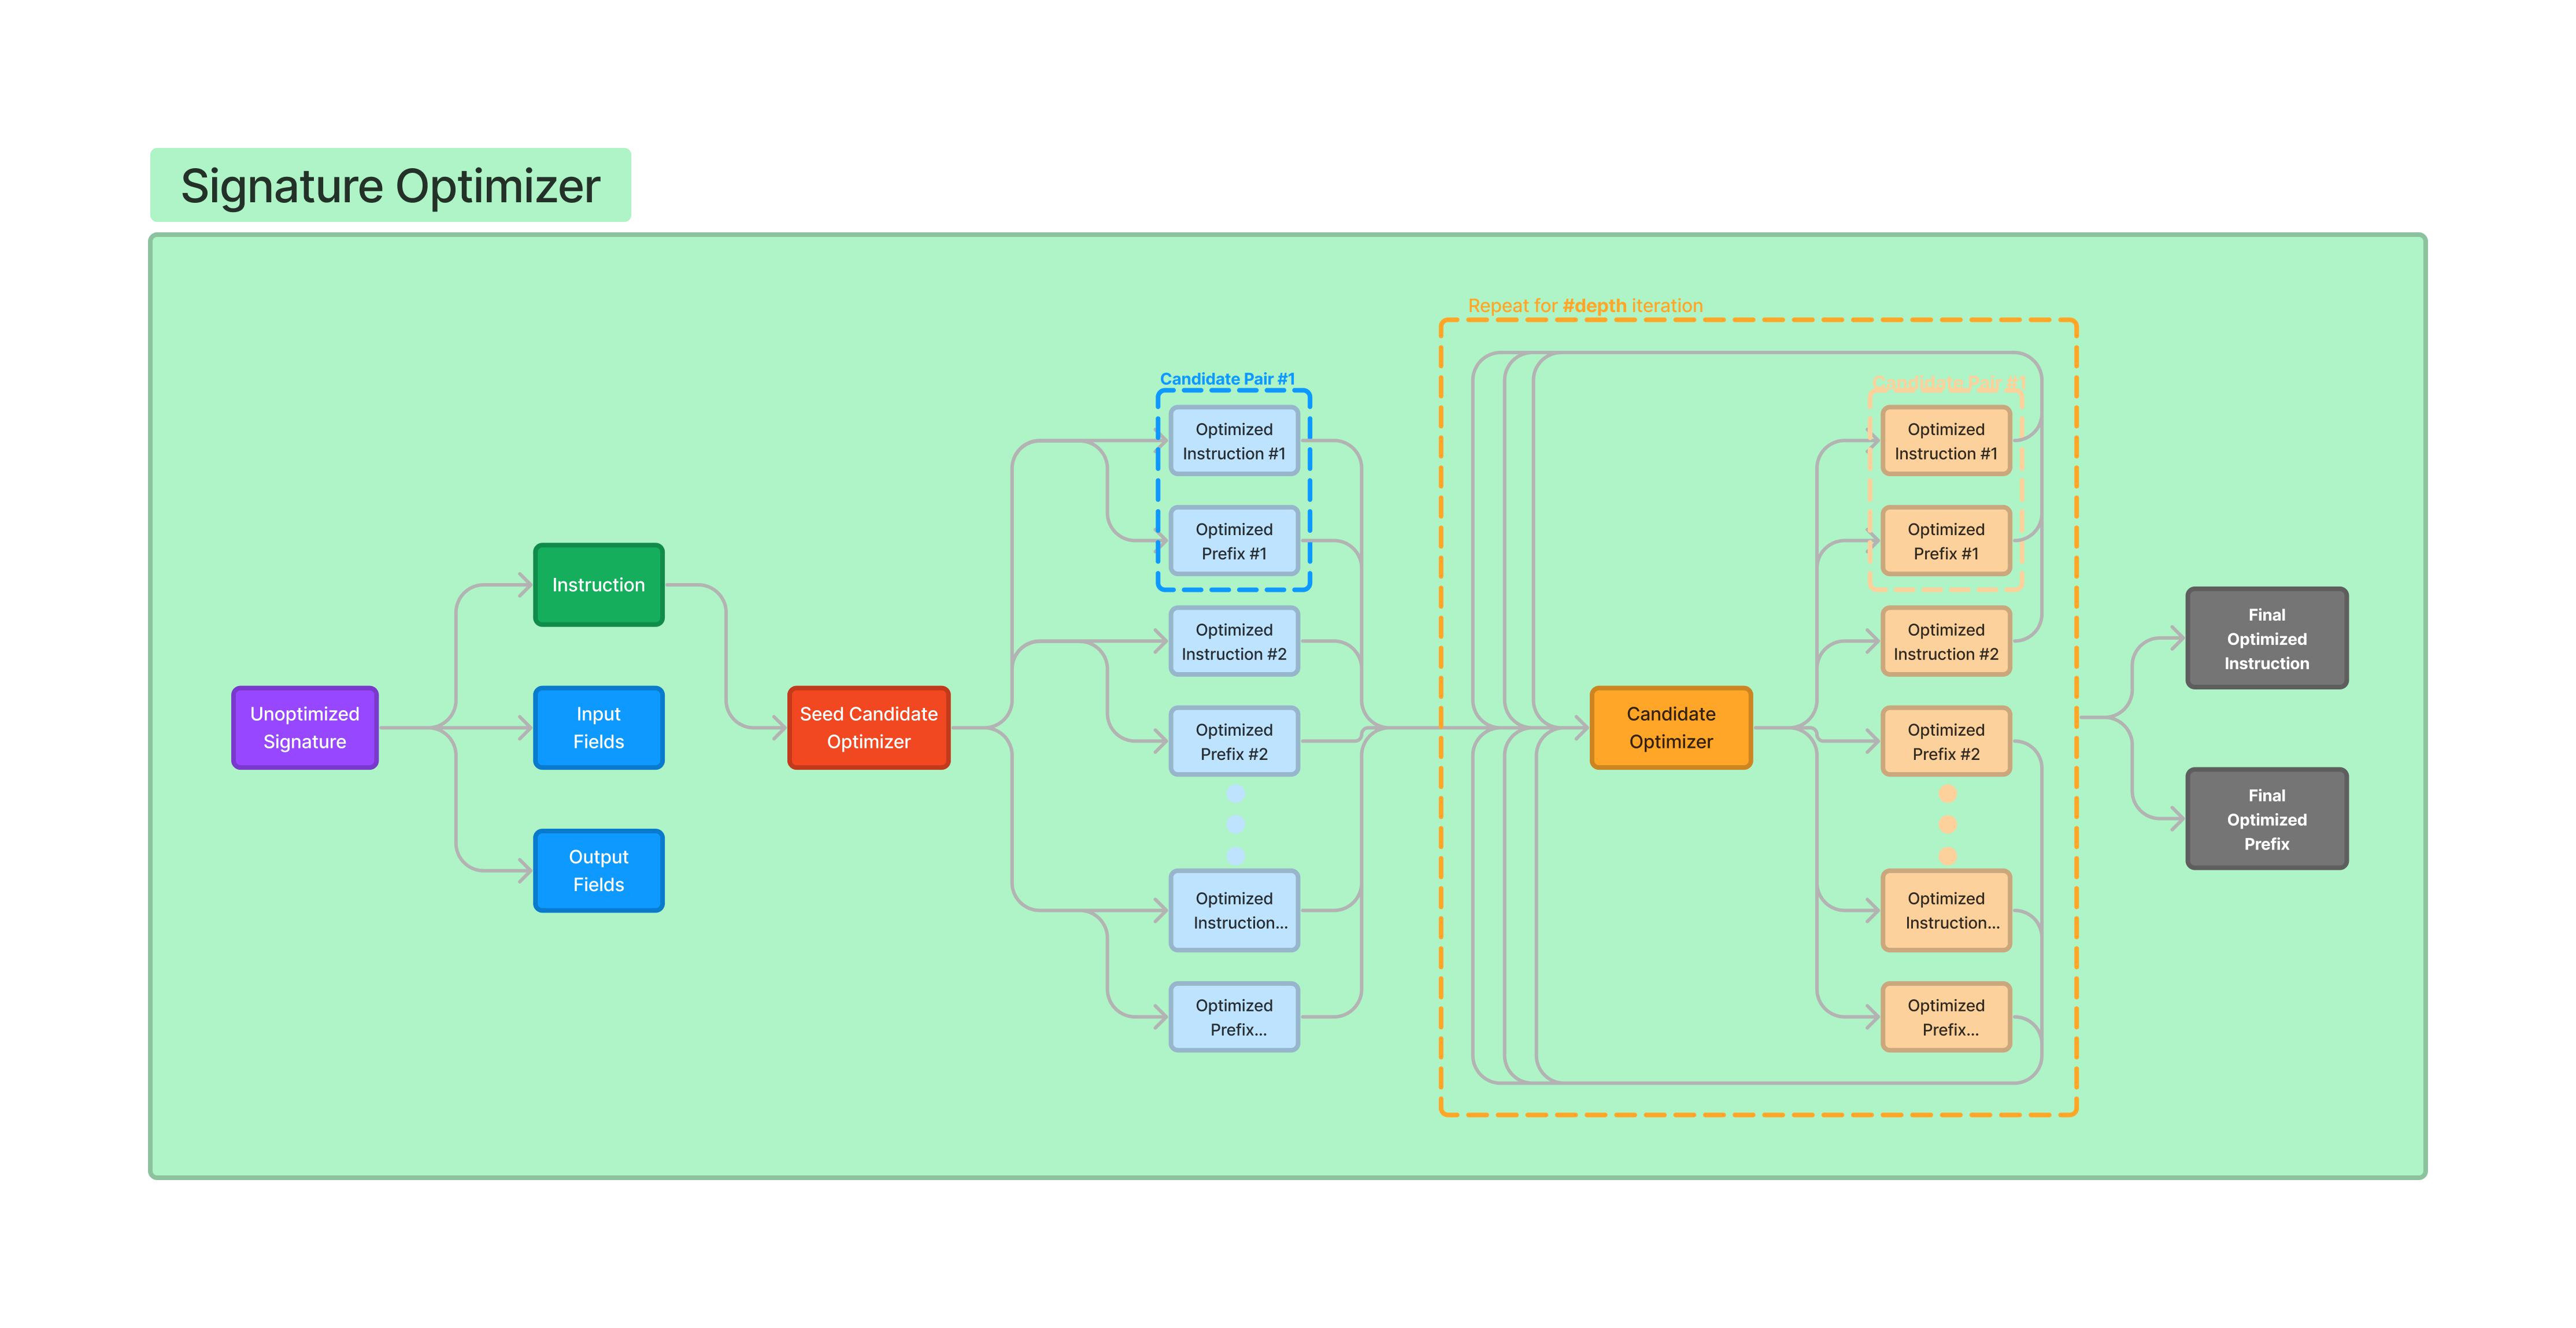 Signature Optimizer
Repeat for #depth iteration
Candidate Pair #1
Candidate Pair #1
Optimized
Instruction #1
Optimized
Prefix #1
Optimized
Instruction #2
Optimized
Prefix #2
Optimized
Instruction...
Optimized
Prefix...
Instruction
Unoptimized
Signature
Input
Fields
Output
Fields
Seed Candidate
Optimizer
Candidate
Optimizer
Optimized
Instruction #1
Optimized
Prefix #1
Optimized
Instruction #2
Optimized
Prefix #2
Optimized
Instruction...
Optimized
Prefix...
Final
Optimized
Instruction
Final
Optimized
Prefix